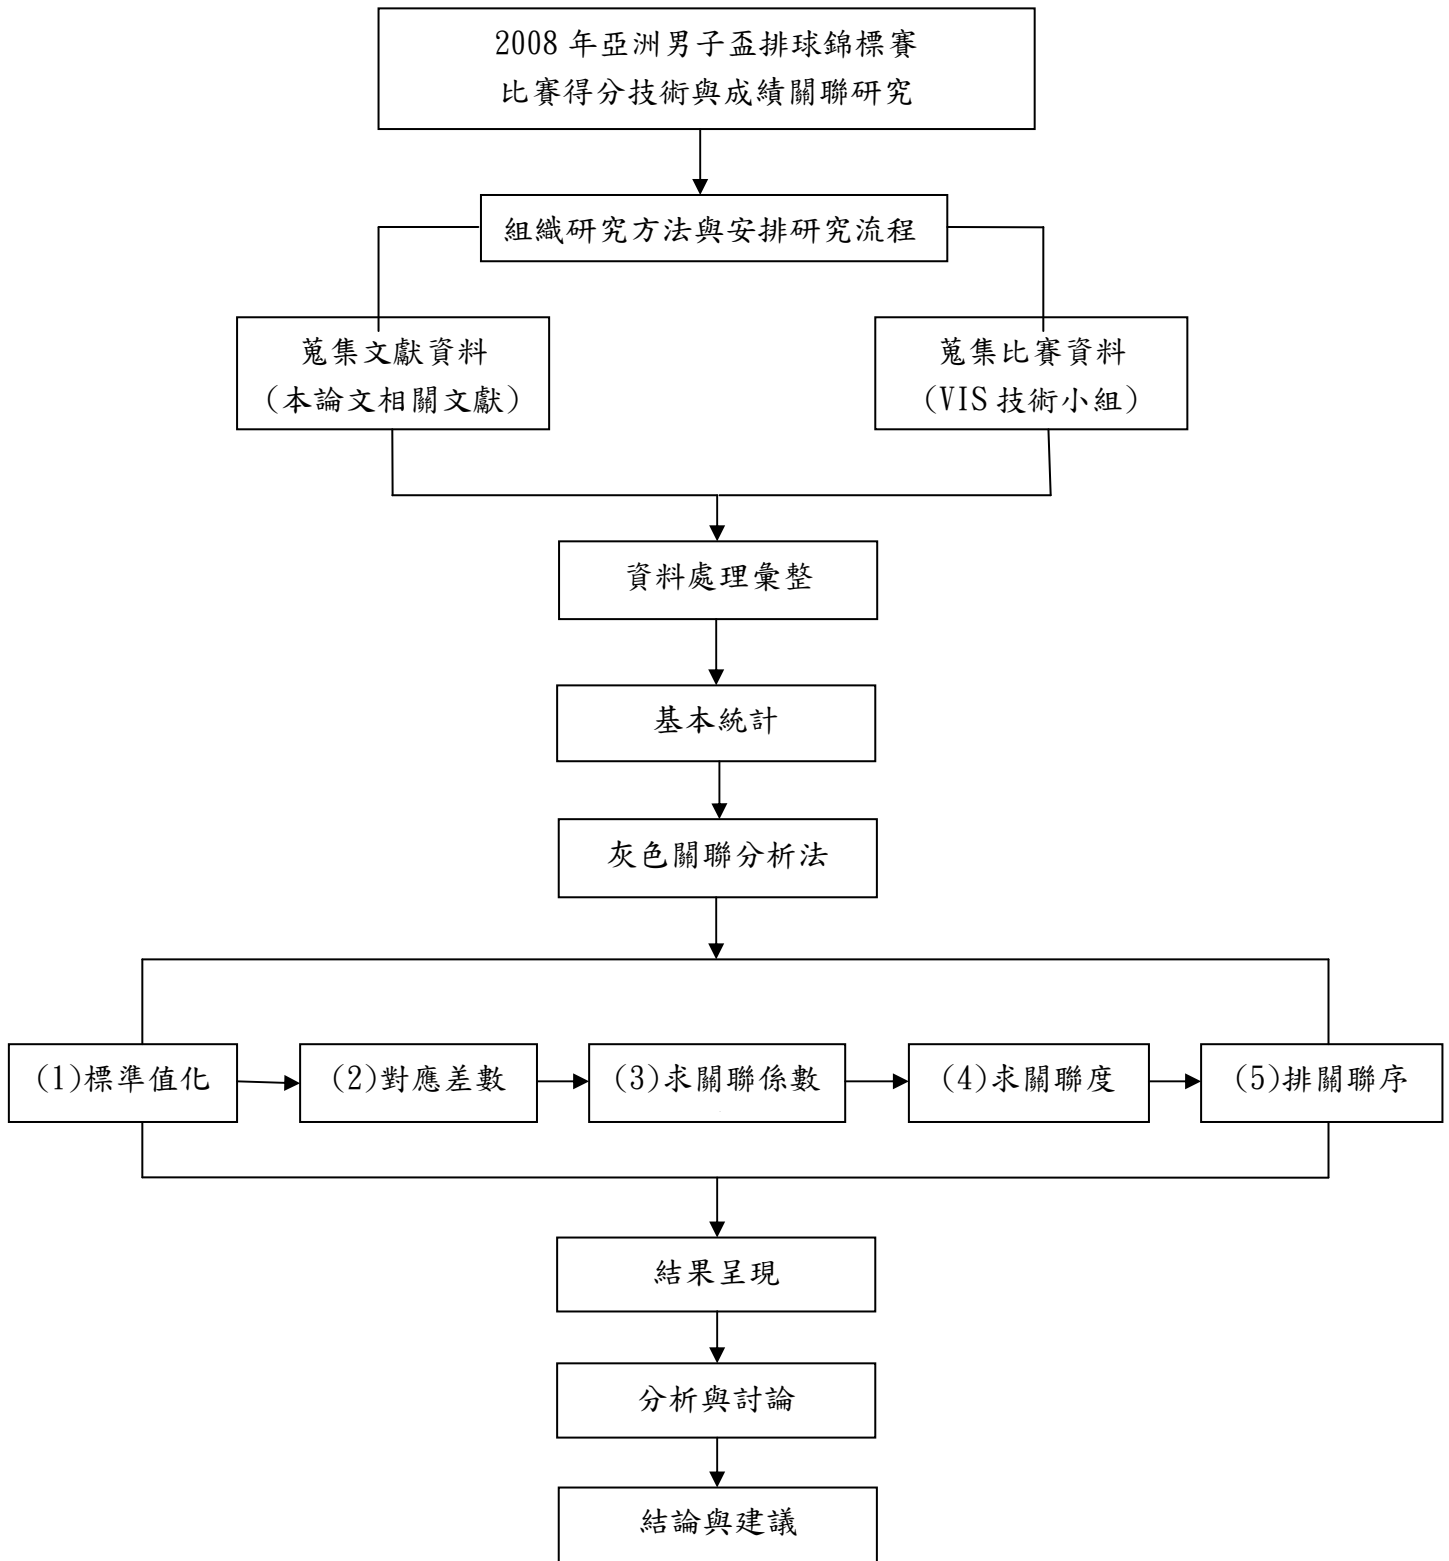 2008 年亞洲男子盃排球錦標賽
比賽得分技術與成績關聯研究
組織研究方法與安排研究流程
蒐集文獻資料
(本論文相關文獻)
蒐集比賽資料
(VIS 技術小組)
資料處理彙整
基本統計
灰色關聯分析法
(1)標準值化
(2)對應差數
(3)求關聯係數
(4)求關聯度
(5)排關聯序
結果呈現
分析與討論
結論與建議